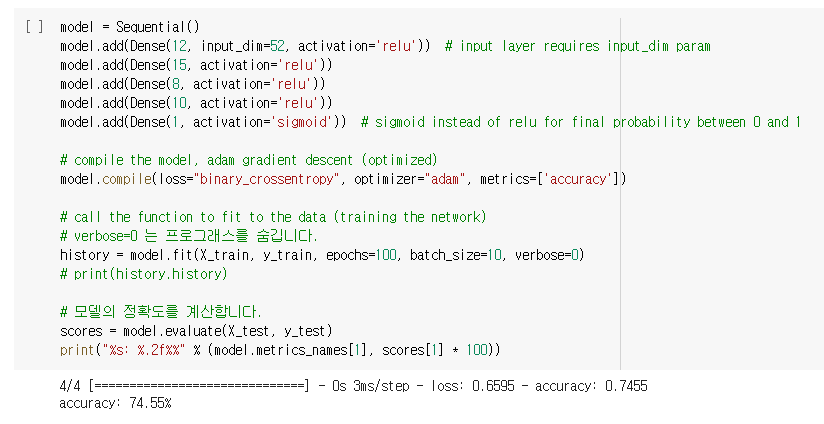 [ ] model = Sequential()
model.add(Dense(12, input_dim=52, activation='relu'))  # input layer requires input_dim param
model.add(Dense(15, activation='relu'))
model.add(Dense(8, activation='relu'))
model.add(Dense(10, activation='relu'))
model.add(Dense(1, activation='sigmoid'))  # sigmoid instead of relu for final probability between 0 and 1
# compile the model, adam gradient descent (optimized)
model.compile(loss="binary_crossentropy", optimizer="adam", metrics=['accuracy'])
# call the function to fit to the data (training the network)
# verbose=0 는 프로그래스를 숨깁니다.
history = model.fit(X_train, y_train, epochs=100, batch_size=10, verbose=0)
# print(history.history)
# 모델의 정확도를 계산합니다.
scores = model.evaluate(X_test, y_test)
print("%s: %.2f%%" % (model.metrics_names[1], scores[1] * 100))
4/4 [==============================] - 0s 3ms/step - loss: 0.6595 - accuracy: 0.7455
accuracy: 74.55%